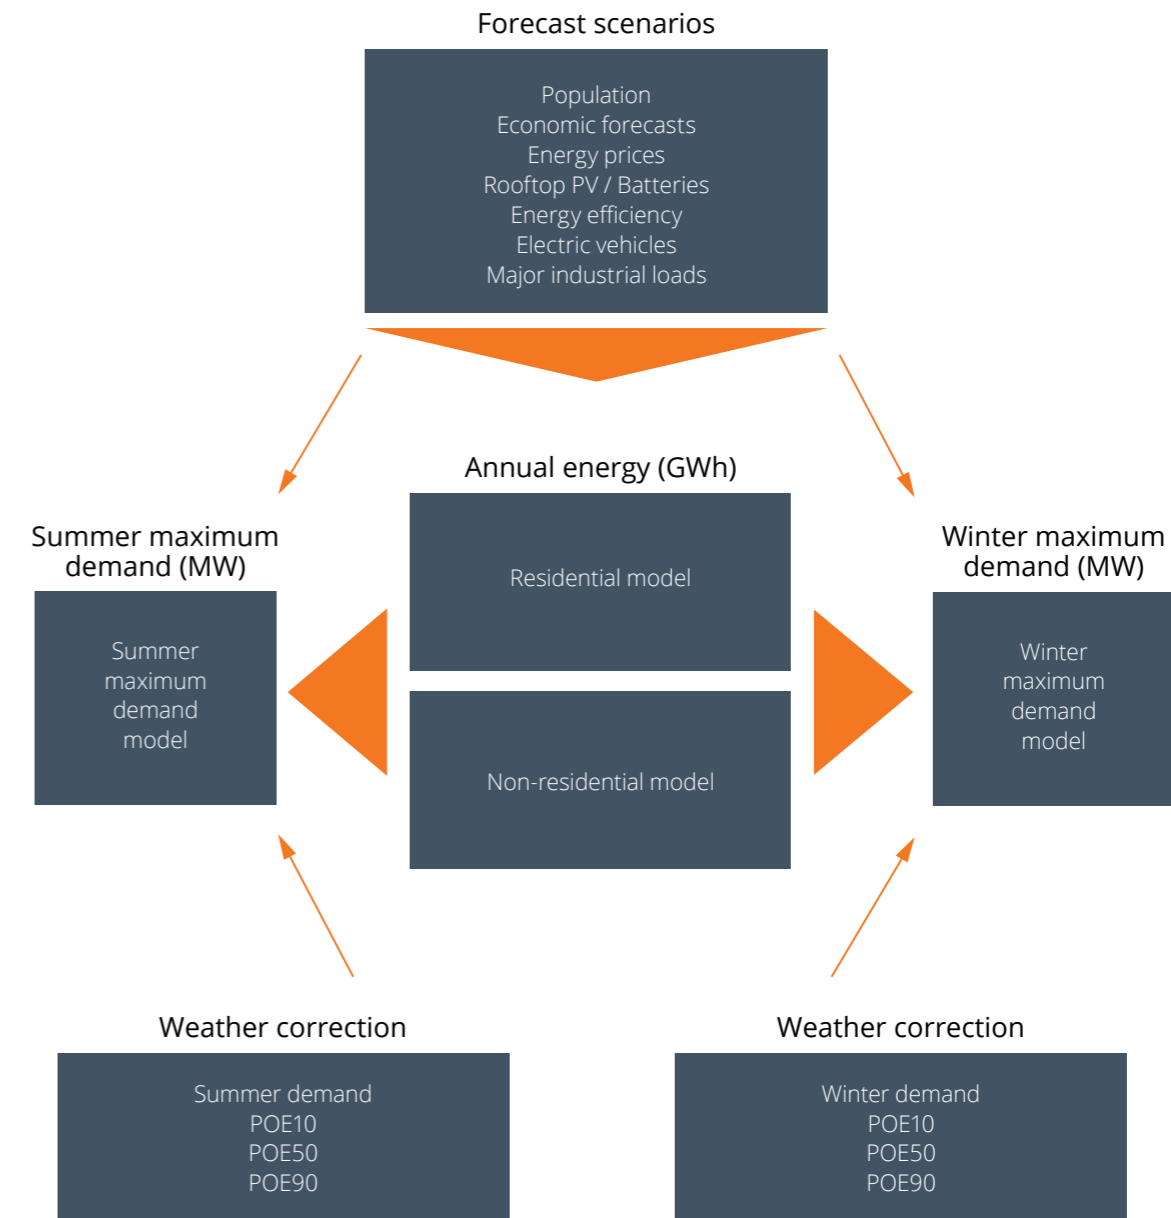 Forecast scenarios
Population
Economic forecasts
Energy prices
Rooftop PV / Batteries
Energy efficiency
Electric vehicles
Major industrial loads
Annual energy (GWh)
Residential model
Non-residential model
Summer maximum
demand (MW)
Summer
maximum
demand
model
Winter maximum
demand (MW)
Winter
maximum
demand
model
Weather correction
Summer demand
POE10
POE50
POE90
Weather correction
Winter demand
POE10
POE50
POE90